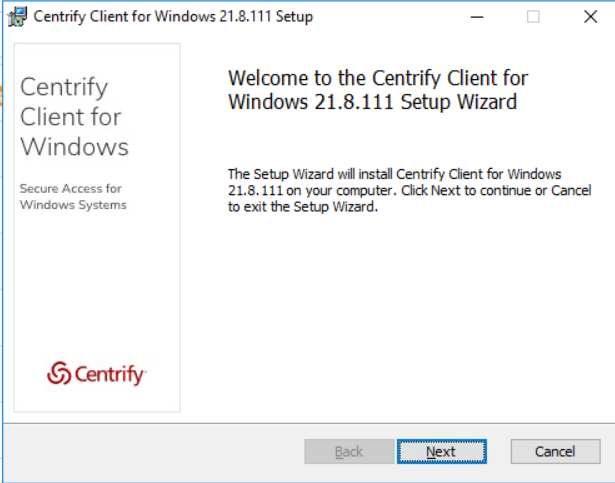 Centrify Client for Windows 21.8.111 Setup
Centrify
Client for
Windows
Secure Access for
Windows Systems
Centrify
Welcome to the Centrify Client for
Windows 21.8.111 Setup Wizard
The Setup Wizard will install Centrify Client for Windows
21.8.111 on your computer. Click Next to continue or Cancel
to exit the Setup Wizard.
Back
Next
Cancel